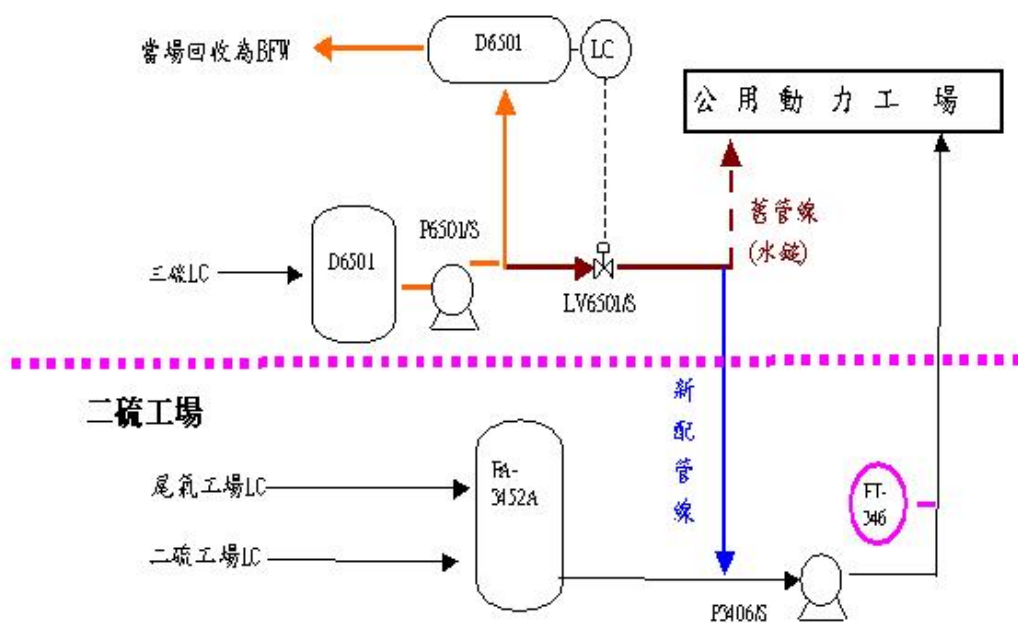 當場回收為BFW
D6501
LC
公用動力工場
P6501/S
舊管線
(水鎚)
三硫LC
D6501
LV6501/S
二硫工場
新配管線
尾氣工場LC
FA-
3452A
FT-
346
二硫工場LC
P3406/S